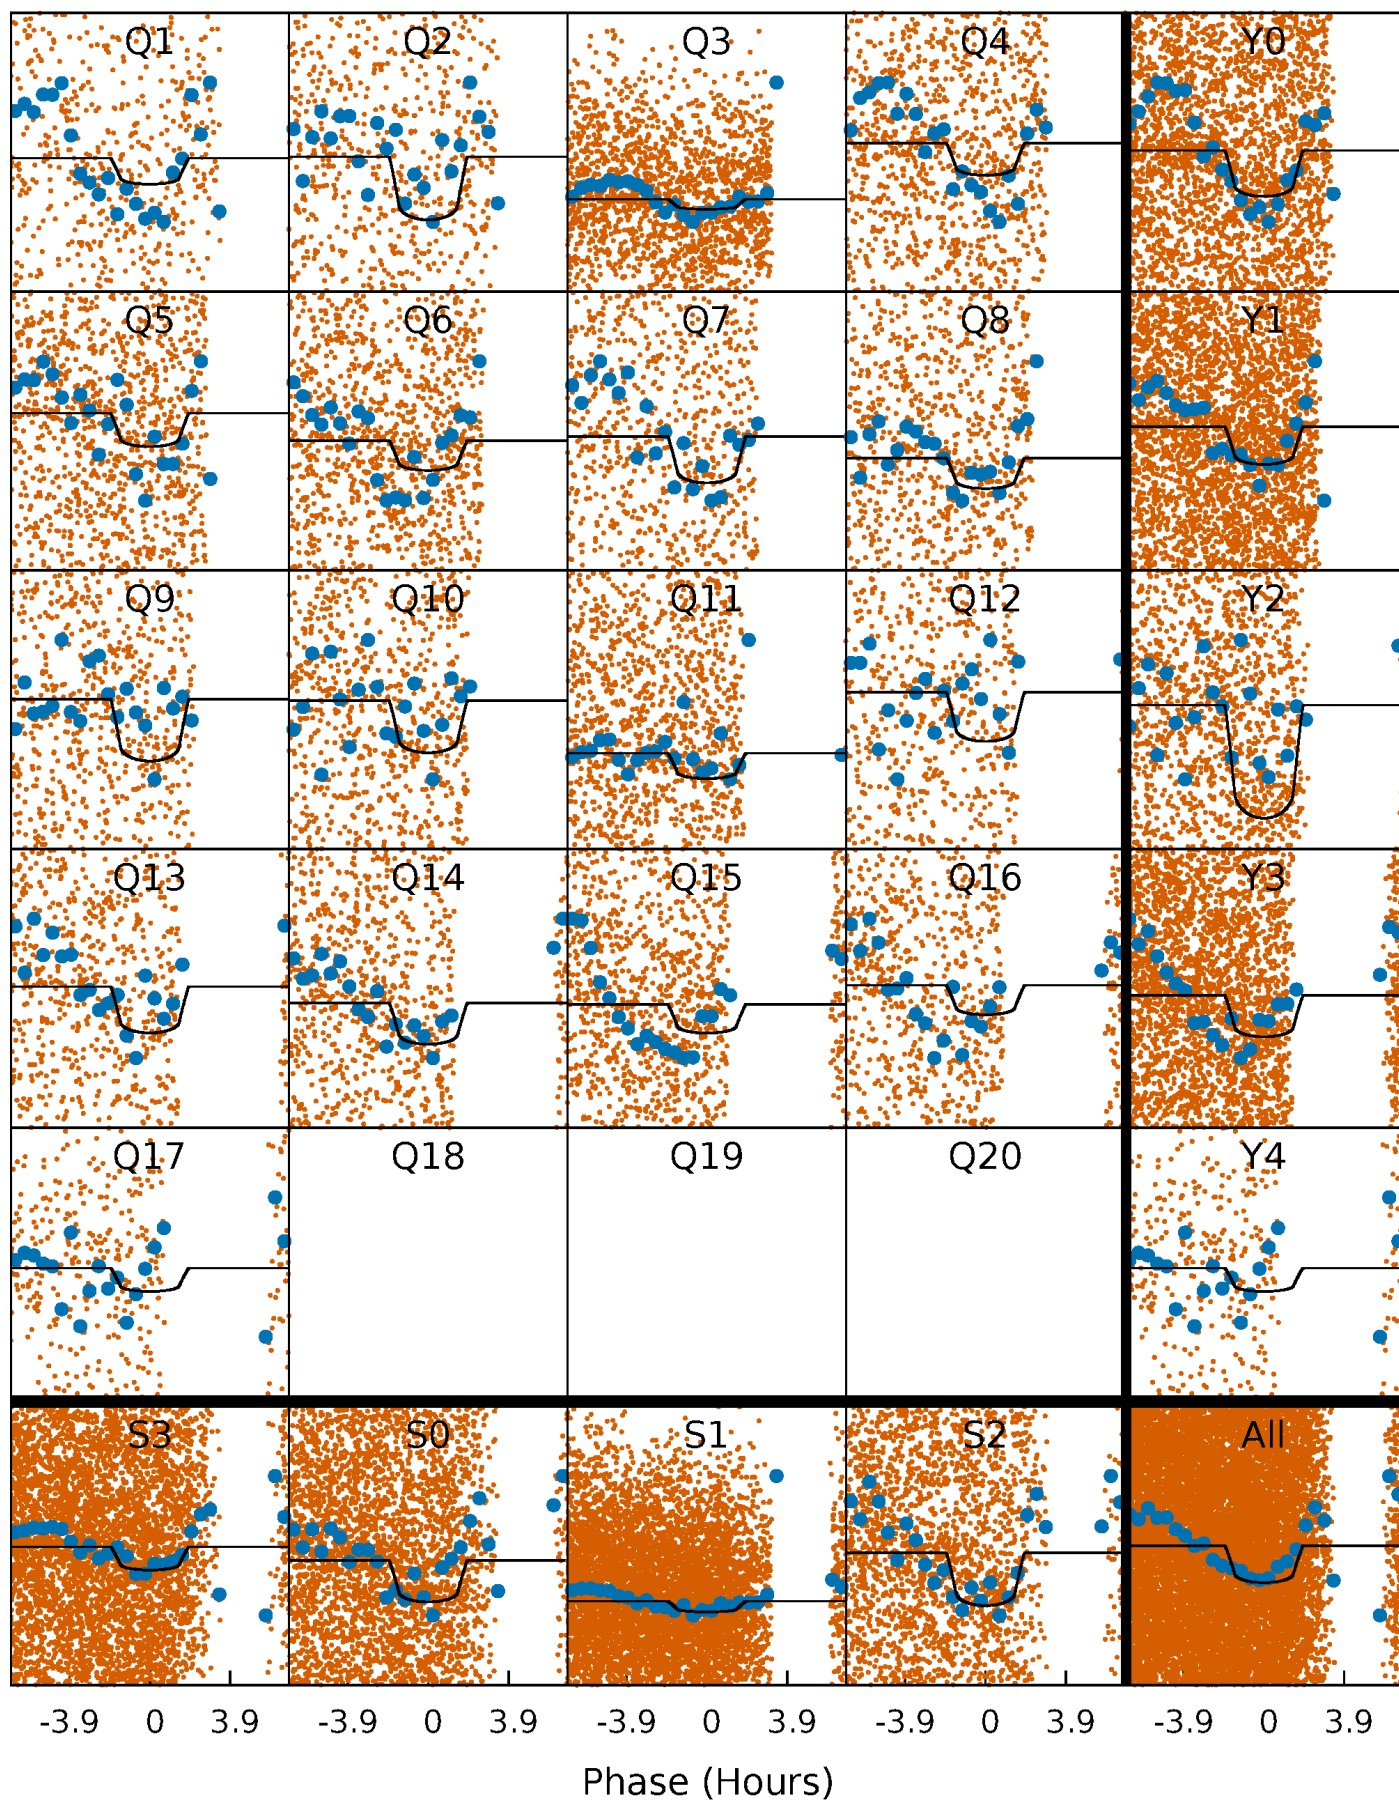 Q1 Q2 Q3 Q4 Y0
Q5 Q6 Q7 Q8 Y1
Q9 Q10 Q11 Q12 Y2
Q13 Q14 Q15 Q16 Y3
Q17 Q18 Q19 Q20 Y4
S3 S0 S1 S2 All
-3.9 0 3.9 -3.9 0 3.9 -3.9 0 3.9 -3.9 0 3.9 -3.9 0 3.9
Phase (Hours)